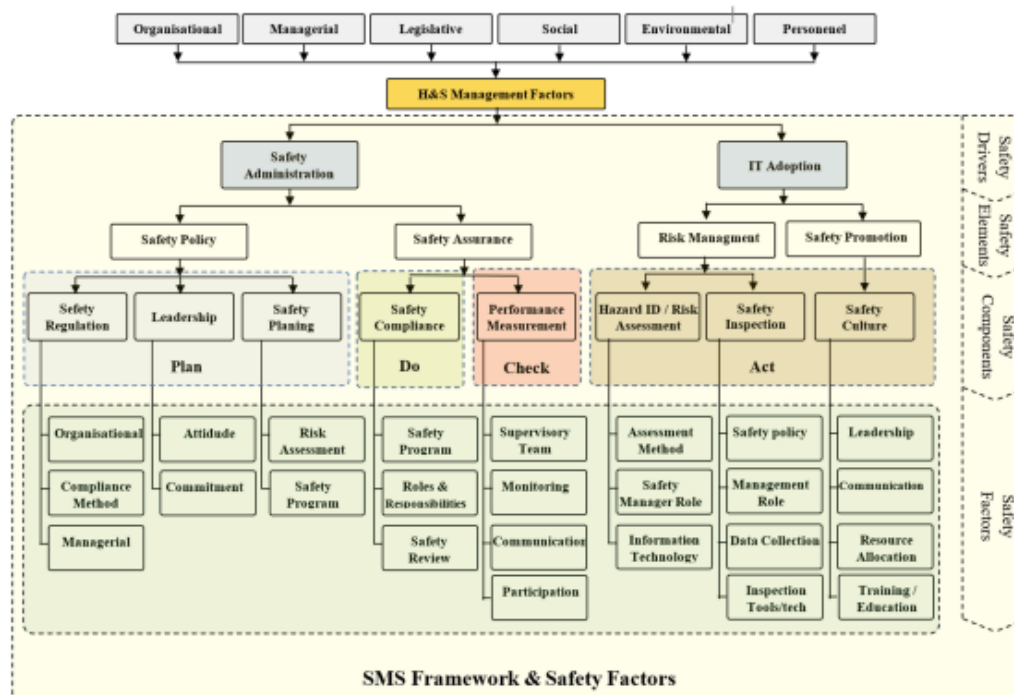 Organisational
Managerial
Legislative
Social
Environmental
Personenel
H&S Management Factors
Safety
Administration
IT Adoption
Safety
Drivers
Safety Policy
Safety Assurance
Risk Managment
Safety Promotion
Safety
Elements
Sefety
Regulation
Leadership
Safety
Planing
Safety
Compliance
Performance
Measurement
Hazard ID / Risk
Assessment
Safety
Inspection
Safety
Culture
Safety
Components
Plan
Do
Check
Act
Organisational
Attidude
Risk
Assessment
Safety
Program
Supervisory
Team
Assessment
Method
Safety policy
Leadership
Compliance
Method
Commitment
Safety
Program
Roles &
Responsibilities
Monitoring
Safety
Manager Role
Management
Role
Communication
Safety
Factors
Managerial
Safety
Review
Communication
Information
Technology
Data Collection
Resource
Allocation
Participation
Inspection
Tools/tech
Training /
Education
SMS Framework & Safety Factors